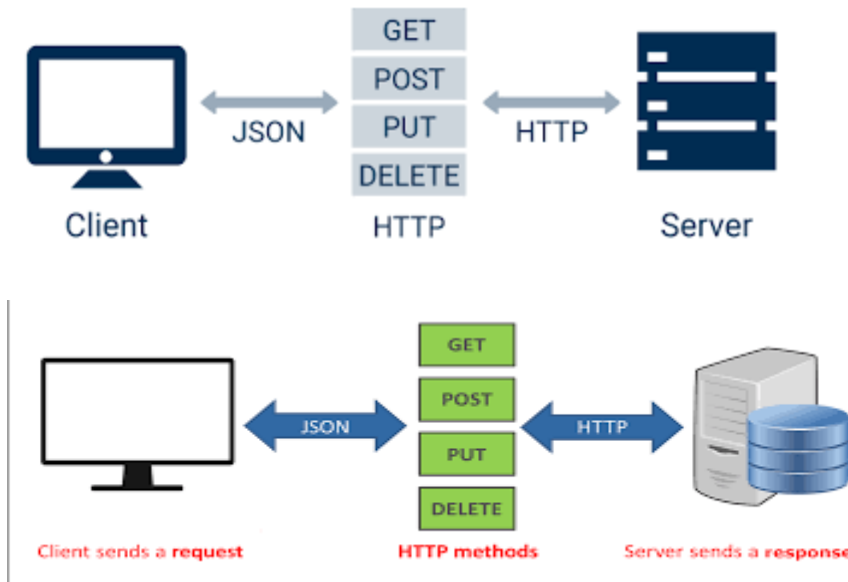 GET
POST
PUT
DELETE
JSON
HTTP
Client
HTTP
Server
GET
POST
PUT
DELETE
JSON
HTTP
Client sends a request
HTTP methods
Server sends a response